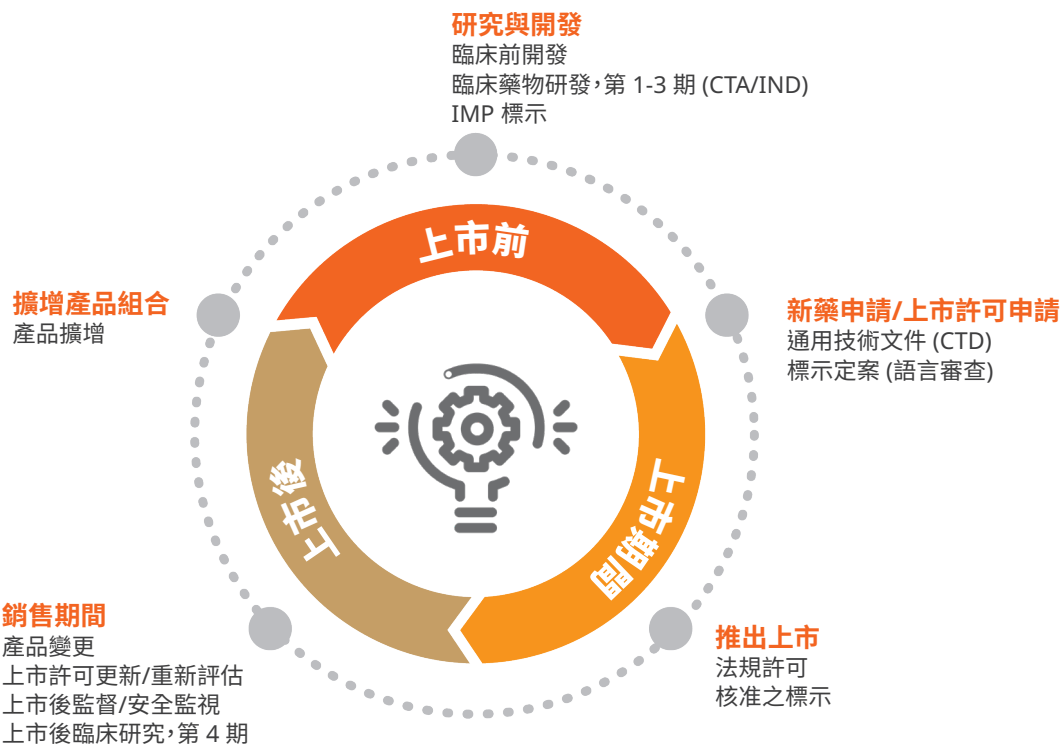 研究與開發
臨床前開發
臨床藥物研發,第 1-3 期 (CTA/IND)
IMP 標示
上市前
擴增產品組合
產品擴增
新藥申請/上市許可申請
通用技術文件 (CTD)
標示定案 (語言審查)
上市後
上市期間
銷售期間
產品變更
上市許可更新/重新評估
上市後監督/安全監視
上市後臨床研究,第 4 期
推出上市
法規許可
核准之標示